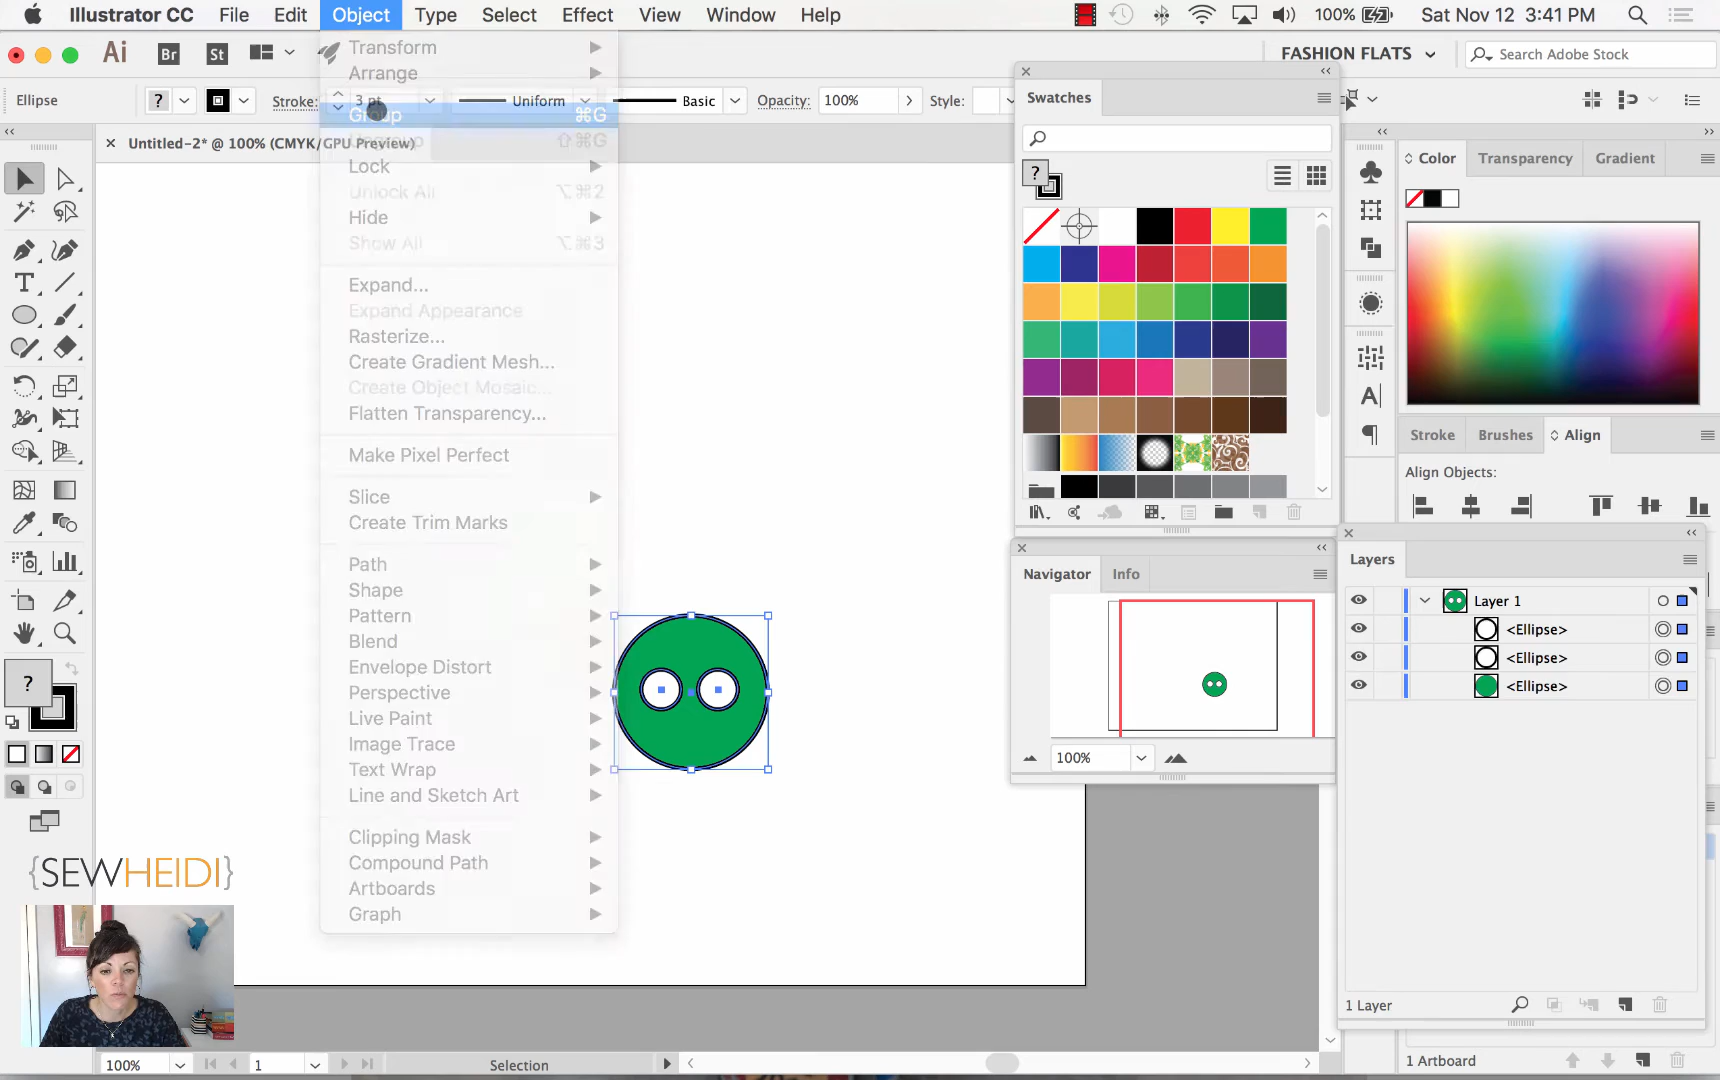 Illustrator CC File Edit Object Type Select Effect View Window Help 100% Sat Nov 12 3:41 PM
Ai Br St FASHION FLATS Search Adobe Stock
Ellipse ? Stroke: 3 pt Uniform Basic Opacity: 100% Style:
× Untitled-2* @ 100% (CMYK/GPU Preview)
Transform
Arrange
Group ⌘G
Ungroup ⇧⌘G
Lock
Unlock All ⌥⌘2
Hide
Show All ⌥⌘3
Expand...
Expand Appearance
Rasterize...
Create Gradient Mesh...
Create Object Mosaic...
Flatten Transparency...
Make Pixel Perfect
Slice
Create Trim Marks
Path
Shape
Pattern
Blend
Envelope Distort
Perspective
Live Paint
Image Trace
Text Wrap
Line and Sketch Art
Clipping Mask
Compound Path
Artboards
Graph
?
{SEWHEIDI}
Swatches
?
Navigator Info
100%
Color Transparency Gradient
Stroke Brushes Align
Align Objects:
Layers
Layer 1
<Ellipse>
<Ellipse>
<Ellipse>
1 Layer
1 Artboard
100% 1 Selection